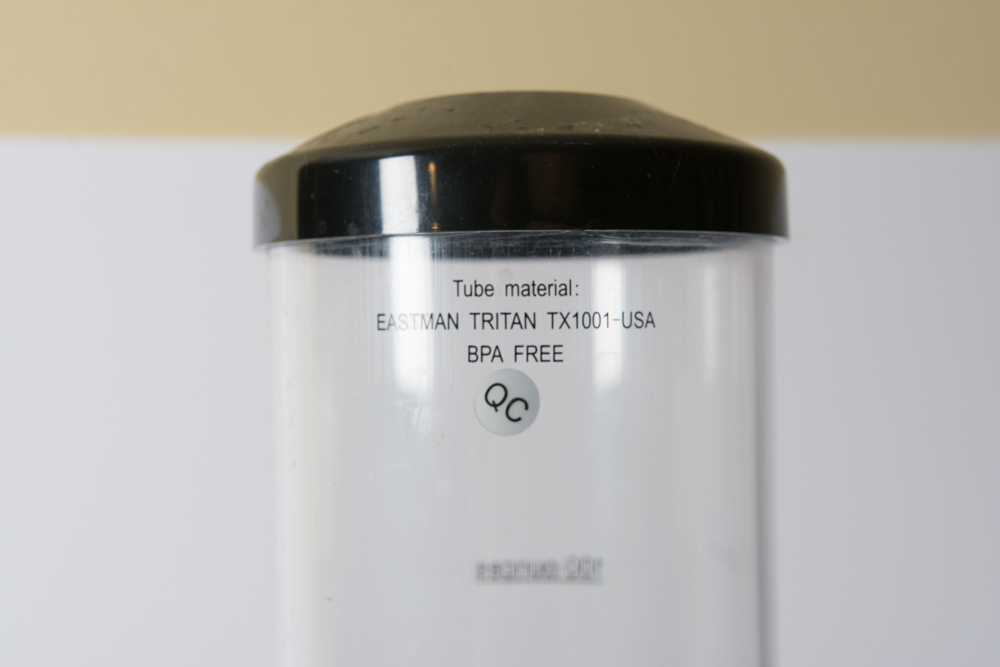 Tube material:
EASTMAN TRITAN TX1001-USA
BPA FREE
QC